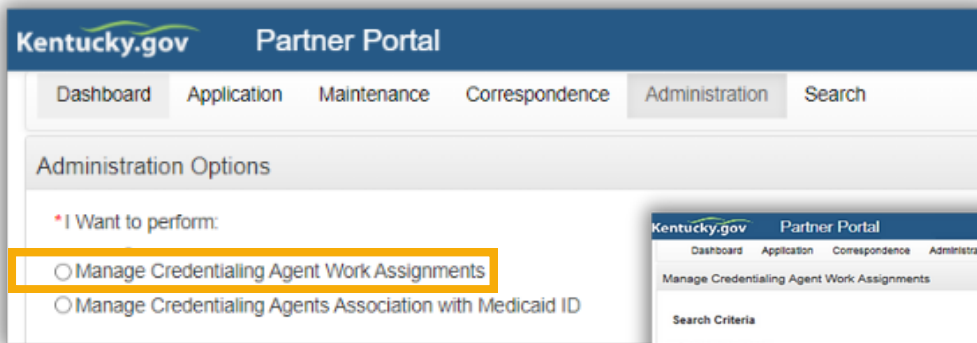 Kentucky.gov Partner Portal
Dashboard Application Maintenance Correspondence Administration Search
Administration Options
*I Want to perform:
Manage Credentialing Agent Work Assignments
Manage Credentialing Agents Association with Medicaid ID
Kentucky.gov Partner Portal
Dashboard Application Correspondence Administra
Manage Credentialing Agent Work Assignments
Search Criteria